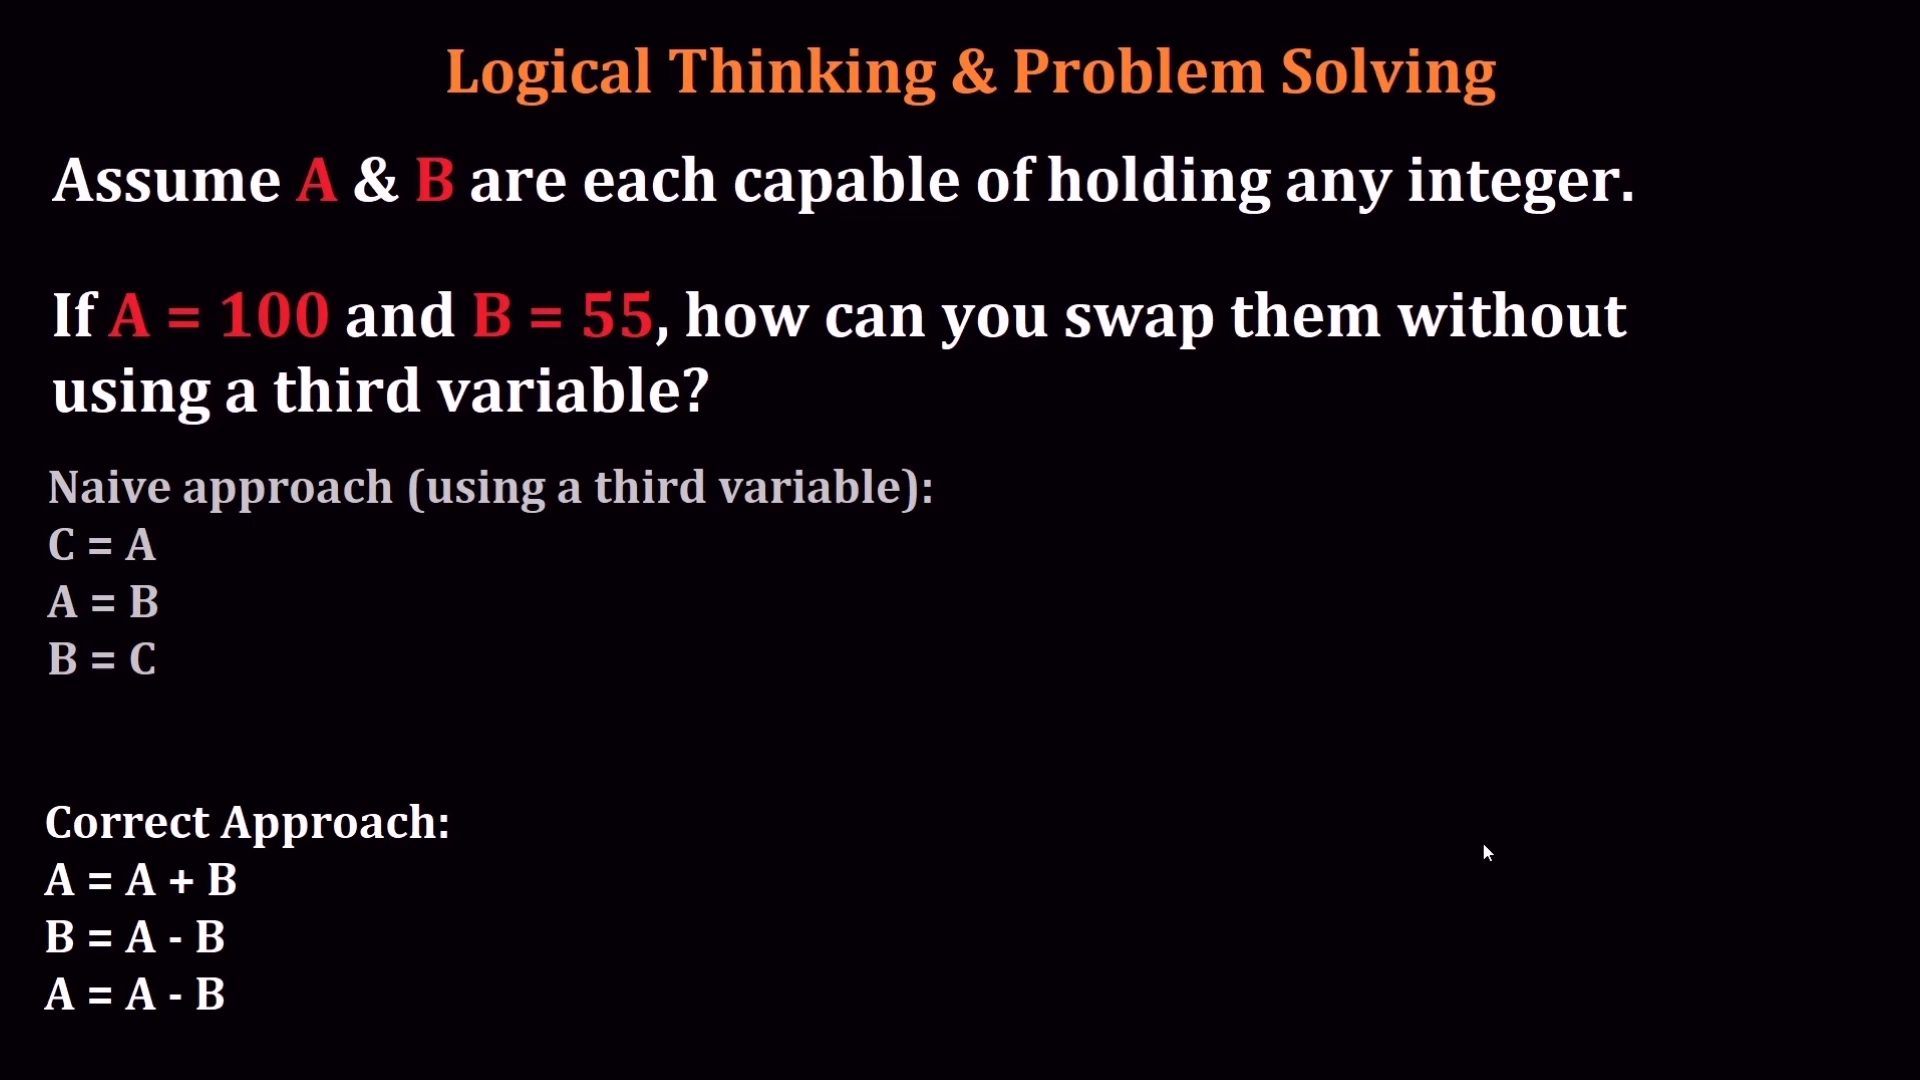 Logical Thinking & Problem Solving
Assume A & B are each capable of holding any integer.
If A = 100 and B = 55, how can you swap them without
using a third variable?
Naive approach (using a third variable):
C = A
A = B
B = C
Correct Approach:
A = A + B
B = A - B
A = A - B